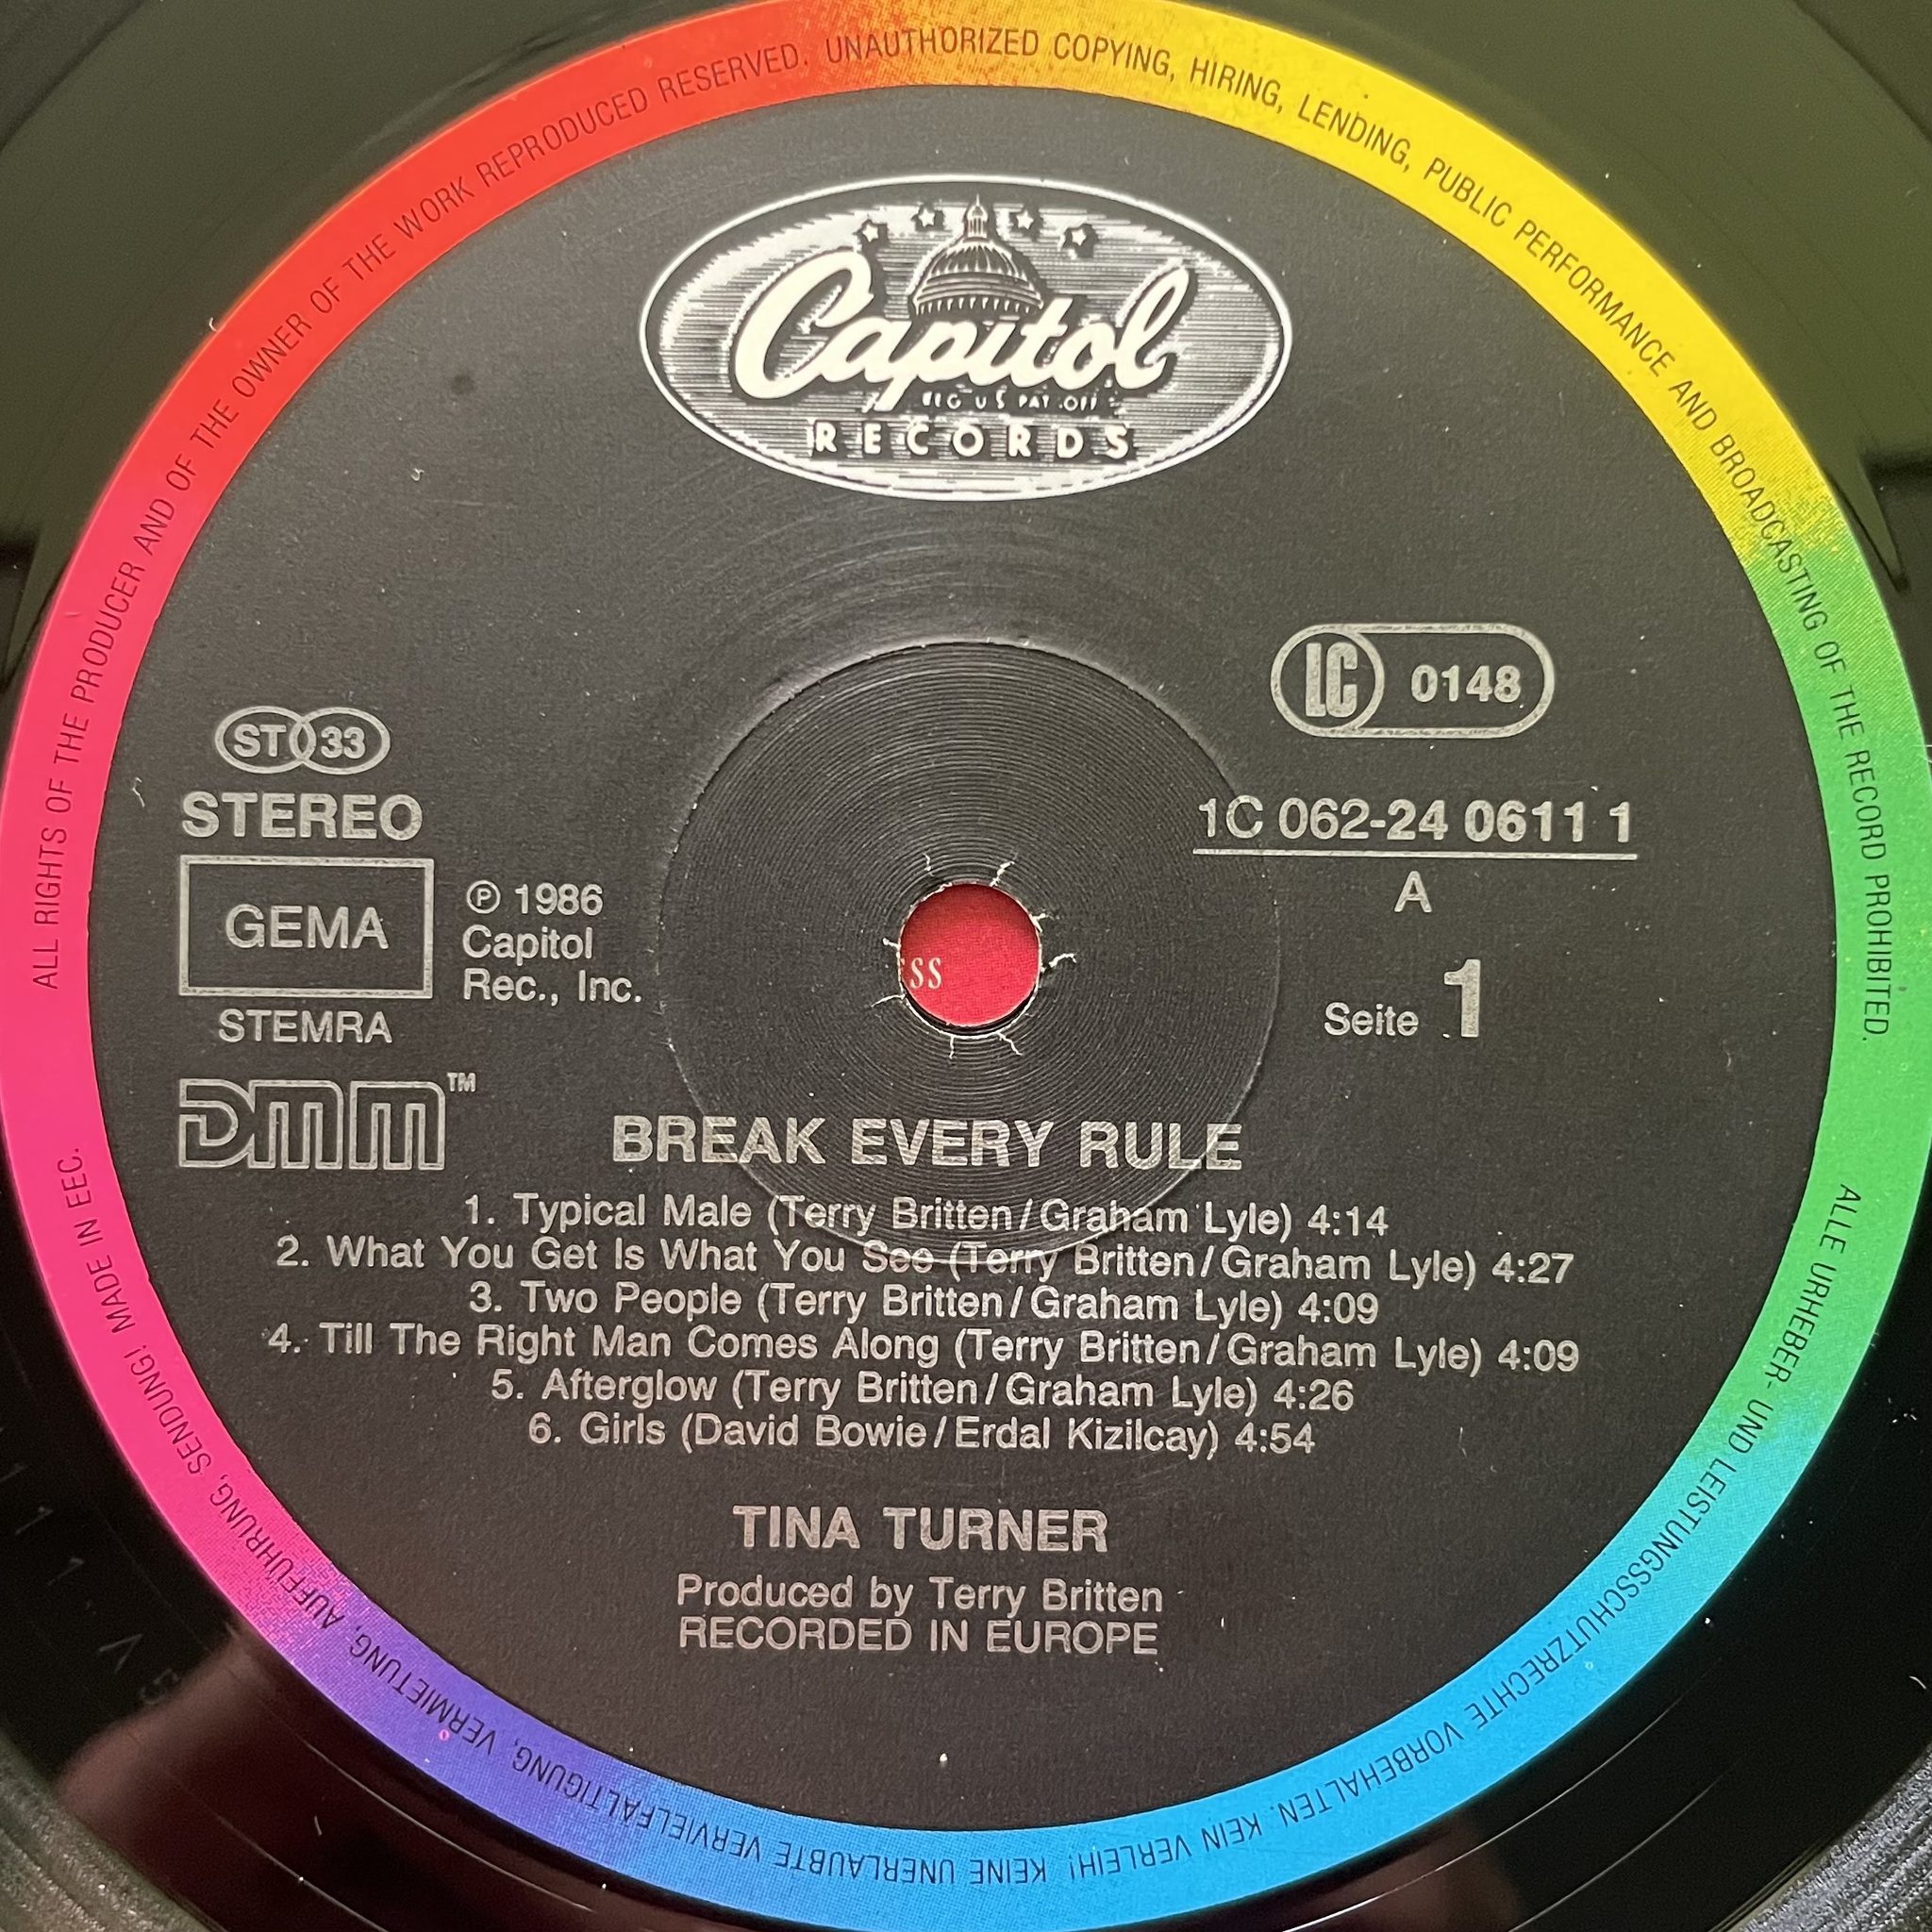 ALL RIGHTS OF THE PRODUCER AND OF THE OWNER OF THE WORK REPRODUCED RESERVED. UNAUTHORIZED COPYING, HIRING, LENDING, PUBLIC PERFORMANCE AND BROADCASTING OF THE RECORD PROHIBITED.
Capitol
REG US PAT OFF
RECORDS
LC 0148
ST 33
STEREO
GEMA
STEMRA
DMM™
℗ 1986
Capitol
Rec., Inc.
1C 062-24 0611 1
A
Seite 1
ss
BREAK EVERY RULE
1. Typical Male (Terry Britten/Graham Lyle) 4:14
2. What You Get Is What You See (Terry Britten/Graham Lyle) 4:27
3. Two People (Terry Britten/Graham Lyle) 4:09
4. Till The Right Man Comes Along (Terry Britten/Graham Lyle) 4:09
5. Afterglow (Terry Britten/Graham Lyle) 4:26
6. Girls (David Bowie/Erdal Kizilcay) 4:54
TINA TURNER
Produced by Terry Britten
RECORDED IN EUROPE
ALLE URHEBER- UND LEISTUNGSSCHUTZRECHTE VORBEHALTEN. KEIN VERLEIH! KEINE UNERLAUBTE VERVIELFÄLTIGUNG, VERMIETUNG, AUFFÜHRUNG, SENDUNG! MADE IN EEC.